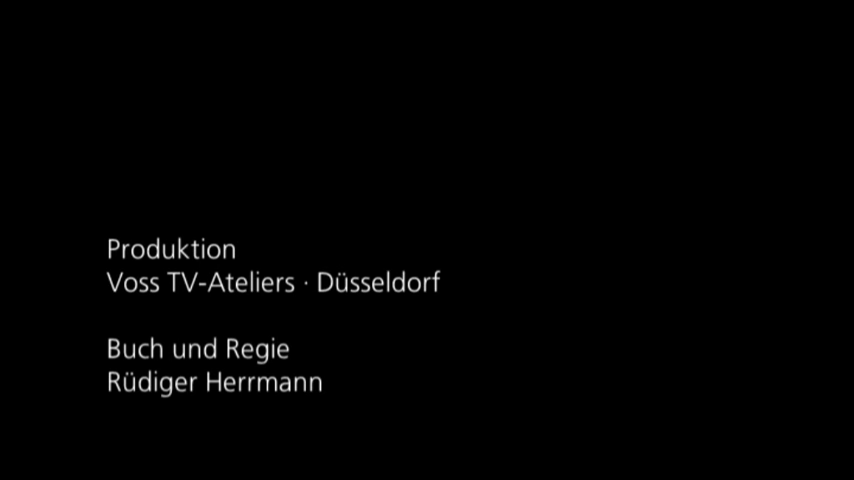 Produktion
Voss TV-Ateliers · Düsseldorf
Buch und Regie
Rüdiger Herrmann